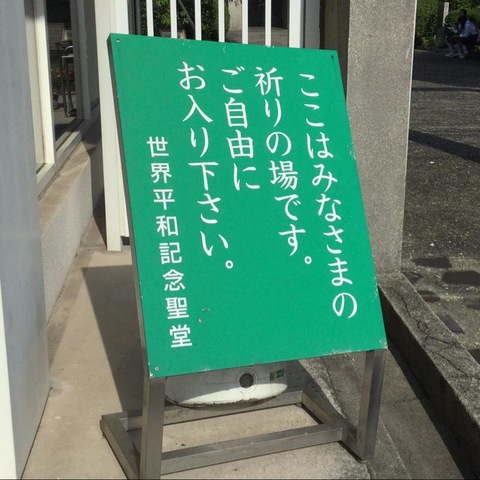 ここはみなさまの
祈りの場です。
ご自由に
お入り下さい。
世界平和記念聖堂